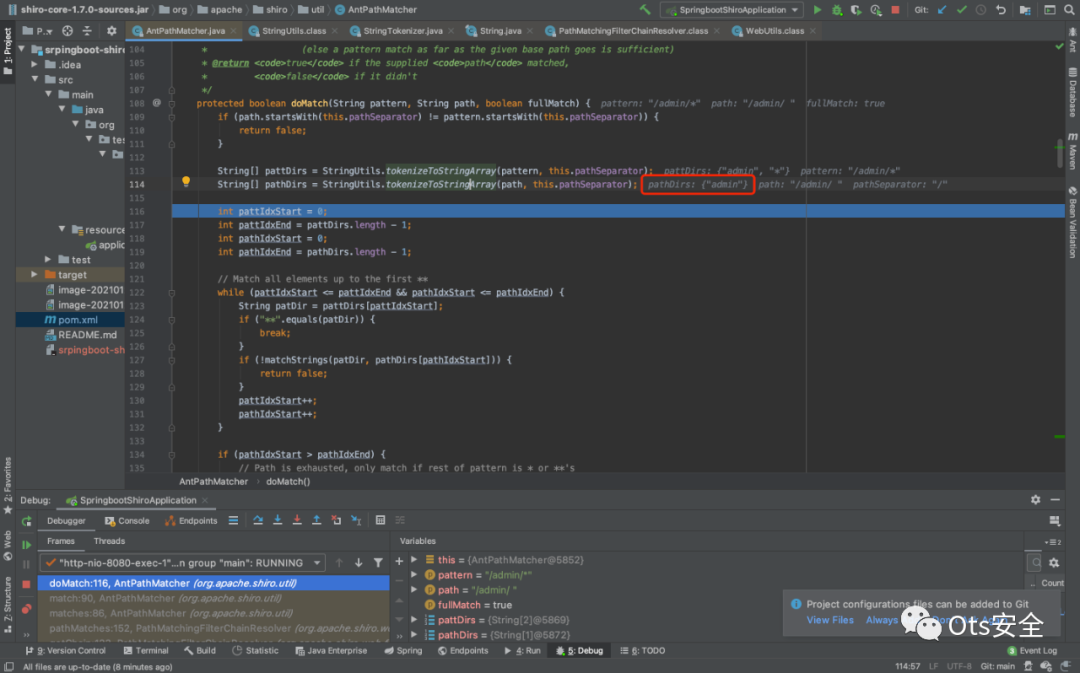 shiro-core-1.7.0-sources.jar org apache shiro util AntPathMatcher SpringbootShiroApplication Git:
P.. AntPathMatcher.java StringUtils.class StringTokenizer.java String.java PathMatchingFilterChainResolver.class WebUtils.class
1: Project
Ant
Database
Maven
Bean Validation
srpingboot-shiro
.idea
src
main
java
org
resource
applic
test
target
image-202101
image-202101
pom.xml
README.md
srpingboot-sh
104 * (else a pattern match as far as the given base path goes is sufficient)
105 * @return <code>true</code> if the supplied <code>path</code> matched,
106 * <code>false</code> if it didn't
107 */
108 @ protected boolean doMatch(String pattern, String path, boolean fullMatch) { pattern: "/admin/*" path: "/admin/ " fullMatch: true
109 if (path.startsWith(this.pathSeparator) != pattern.startsWith(this.pathSeparator)) {
110 return false;
111 }
112
113 String[] pattDirs = StringUtils.tokenizeToStringArray(pattern, this.pathSeparator); pattDirs: {"admin", "*"} pattern: "/admin/*"
114 String[] pathDirs = StringUtils.tokenizeToStringArray(path, this.pathSeparator); pathDirs: {"admin"} path: "/admin/ " pathSeparator: "/"
115
116 int pattIdxStart = 0;
117 int pattIdxEnd = pattDirs.length - 1;
118 int pathIdxStart = 0;
119 int pathIdxEnd = pathDirs.length - 1;
120
121 // Match all elements up to the first **
122 while (pattIdxStart <= pattIdxEnd && pathIdxStart <= pathIdxEnd) {
123 String patDir = pattDirs[pattIdxStart];
124 if ("**".equals(patDir)) {
125 break;
126 }
127 if (!matchStrings(patDir, pathDirs[pathIdxStart])) {
128 return false;
129 }
130 pattIdxStart++;
131 pathIdxStart++;
132 }
133
134 if (pathIdxStart > pathIdxEnd) {
135 // Path is exhausted, only match if rest of pattern is * or **'s
AntPathMatcher › doMatch()
2: Favorites
Web
7: Structure
Debug: SpringbootShiroApplication
Debugger Console Endpoints
Frames Threads Variables
"http-nio-8080-exec-1"...n group "main": RUNNING
doMatch:116, AntPathMatcher (org.apache.shiro.util)
match:90, AntPathMatcher (org.apache.shiro.util)
matches:86, AntPathMatcher (org.apache.shiro.util)
pathMatches:152, PathMatchingFilterChainResolver (org.apache.shiro.w
this = {AntPathMatcher@5852}
pattern = "/admin/*"
path = "/admin/ "
fullMatch = true
pattDirs = {String[2]@5869}
pathDirs = {String[1]@5872}
Count
Project configurations files can be added to Git
View Files Always
Ots安全
9: Version Control Terminal Build Statistic Java Enterprise Spring Endpoints 4: Run 5: Debug 6: TODO 3 Event Log
All files are up-to-date (8 minutes ago) 114:57 LF UTF-8 Git: main